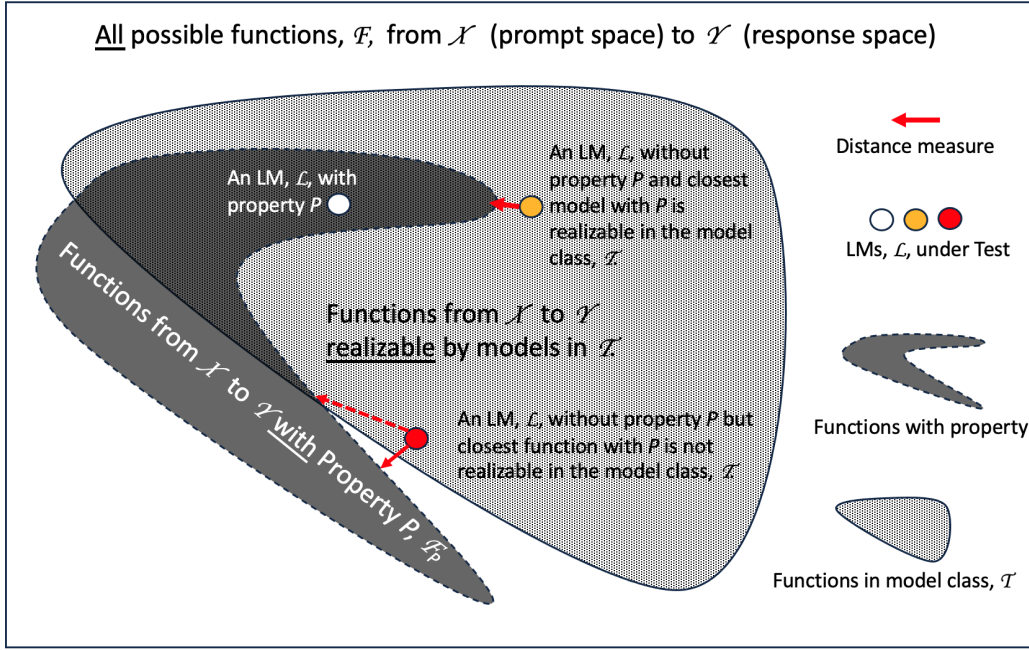 All possible functions, ℱ, from 𝒳 (prompt space) to 𝒴 (response space)
An LM, ℒ, with
property P
An LM, ℒ, without
property P and closest
model with P is
realizable in the model
class, 𝒯.
Distance measure
LMs, ℒ, under Test
Functions from 𝒳 to 𝒴
realizable by models in 𝒯.
Functions from 𝒳 to 𝒴 with Property P, ℱP
An LM, ℒ, without property P but
closest function with P is not
realizable in the model class, 𝒯.
Functions with property
Functions in model class, 𝒯